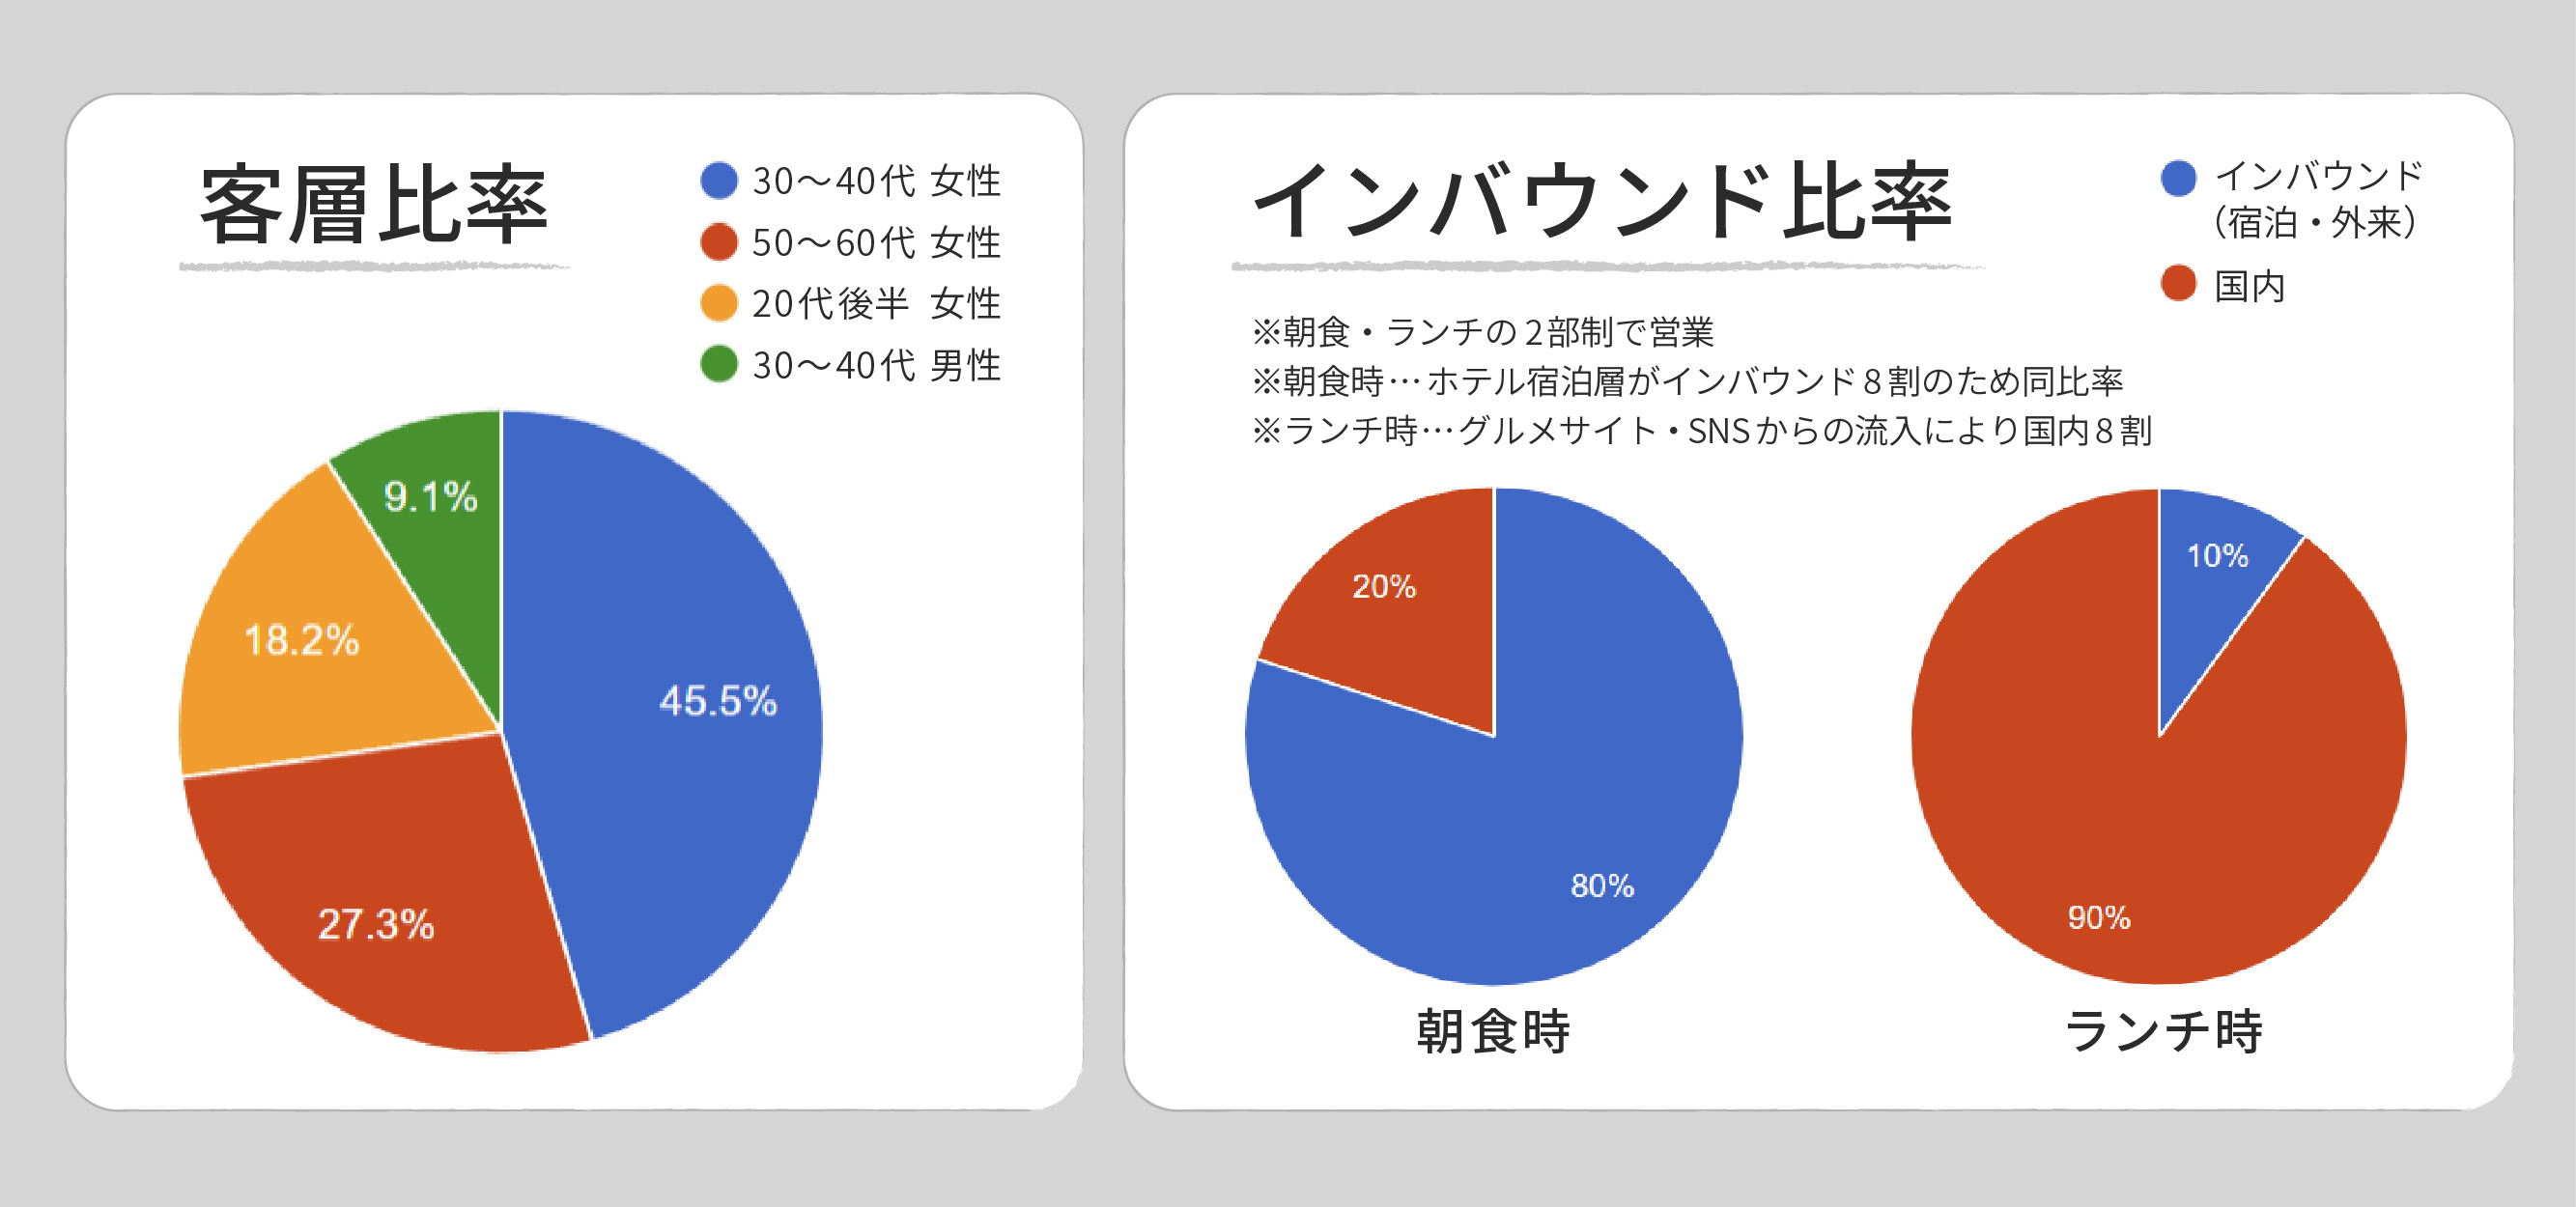 客層比率
30～40代 女性
50～60代 女性
20代後半 女性
30～40代 男性
9.1%
18.2%
45.5%
27.3%
インバウンド比率
インバウンド
（宿泊・外来）
国内
※朝食・ランチの2部制で営業
※朝食時…ホテル宿泊層がインバウンド8割のため同比率
※ランチ時…グルメサイト・SNSからの流入により国内8割
20%
80%
朝食時
10%
90%
ランチ時